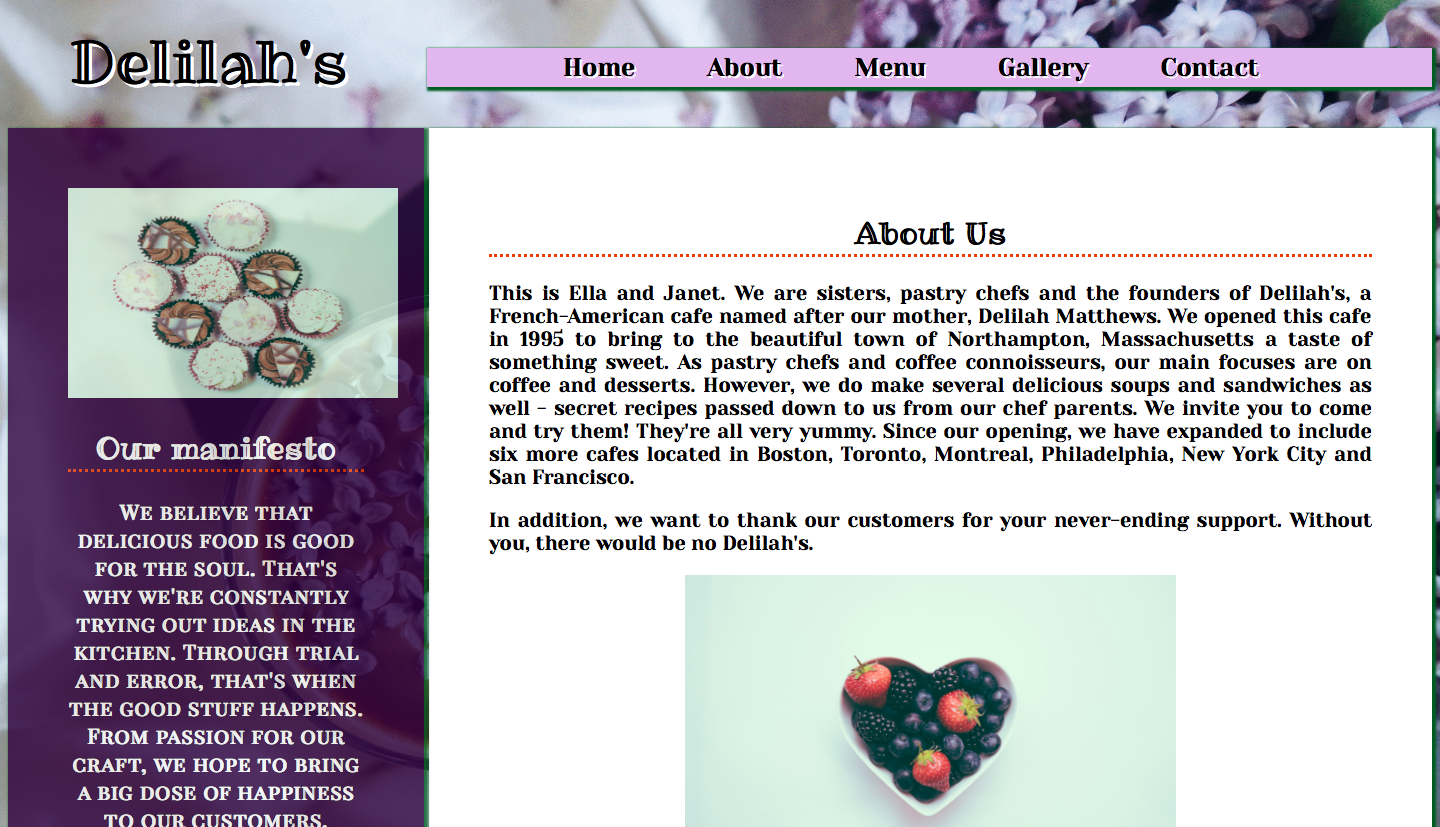 Delilah's
Home About Menu Gallery Contact
Our manifesto
We believe that
delicious food is good
for the soul. That's
why we're constantly
trying out ideas in the
kitchen. Through trial
and error, that's when
the good stuff happens.
From passion for our
craft, we hope to bring
a big dose of happiness
to our customers.
About Us
This is Ella and Janet. We are sisters, pastry chefs and the founders of Delilah's, a
French-American cafe named after our mother, Delilah Matthews. We opened this cafe
in 1995 to bring to the beautiful town of Northampton, Massachusetts a taste of
something sweet. As pastry chefs and coffee connoisseurs, our main focuses are on
coffee and desserts. However, we do make several delicious soups and sandwiches as
well - secret recipes passed down to us from our chef parents. We invite you to come
and try them! They're all very yummy. Since our opening, we have expanded to include
six more cafes located in Boston, Toronto, Montreal, Philadelphia, New York City and
San Francisco.
In addition, we want to thank our customers for your never-ending support. Without
you, there would be no Delilah's.